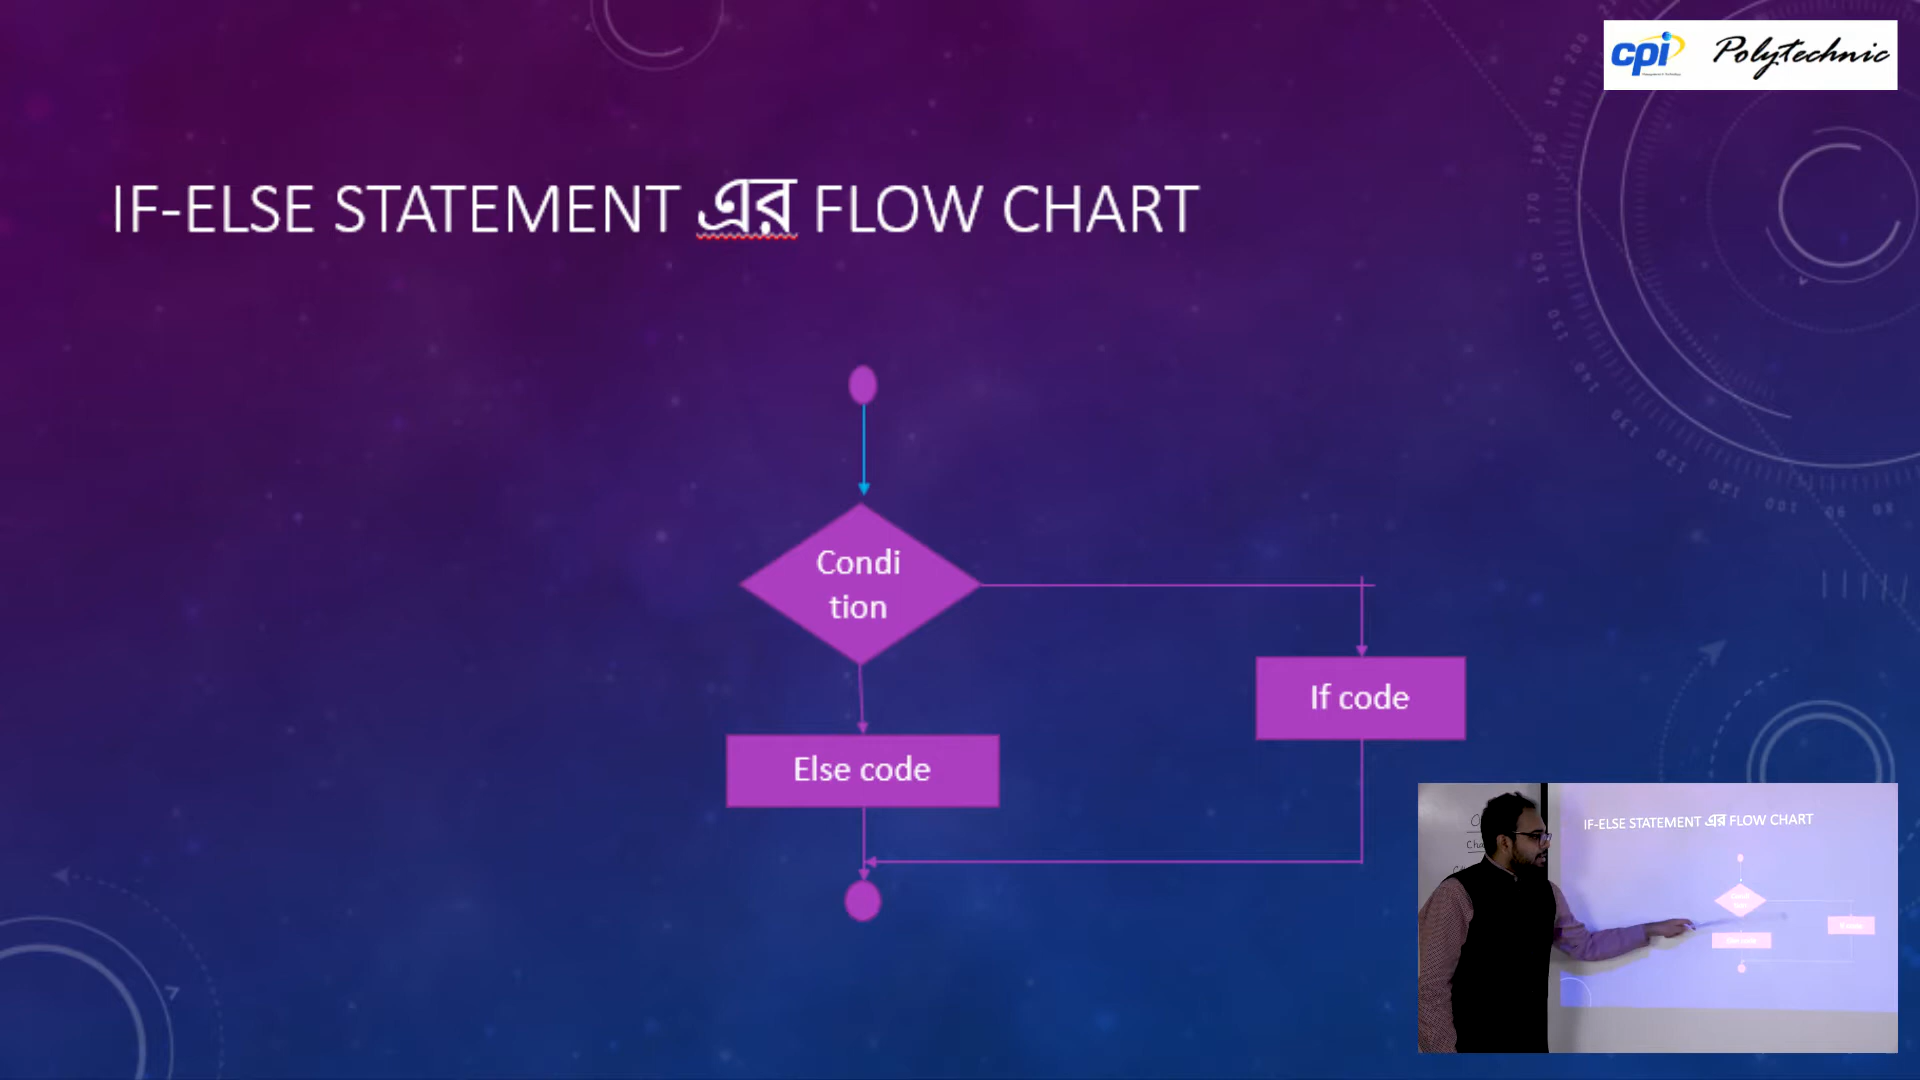 cpi Polytechnic
IF-ELSE STATEMENT এর FLOW CHART
Condi
tion
If code
Else code
IF-ELSE STATEMENT এর FLOW CHART